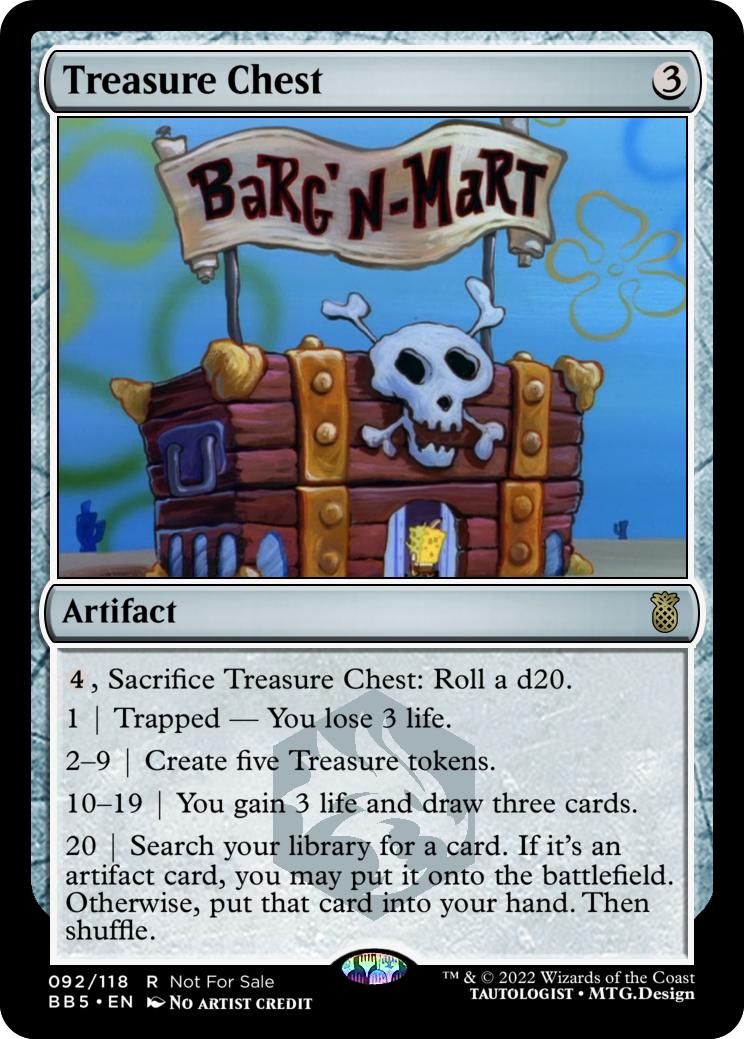 Treasure Chest 3
BARG' N-MART
Artifact
4, Sacrifice Treasure Chest: Roll a d20.
1 | Trapped — You lose 3 life.
2–9 | Create five Treasure tokens.
10–19 | You gain 3 life and draw three cards.
20 | Search your library for a card. If it's an
artifact card, you may put it onto the battlefield.
Otherwise, put that card into your hand. Then
shuffle.
092/118 R Not For Sale
BB5 • EN NO ARTIST CREDIT
™ & © 2022 Wizards of the Coast
TAUTOLOGIST • MTG.Design